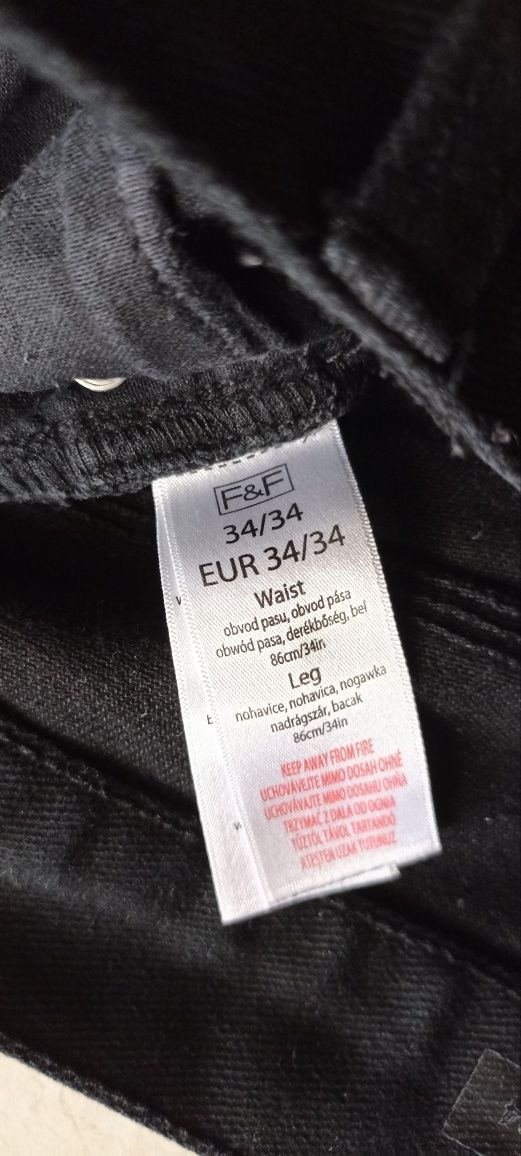 F&F
34/34
EUR 34/34
Waist
obvod pasu, obvod pása
obwód pasa, derékbőség, bel
86cm/34in
Leg
nohavice, nohavica, nogawka
nadrágszár, bacak
86cm/34in
KEEP AWAY FROM FIRE
UCHOVÁVEJTE MIMO DOSAH OHNĚ
UCHOVÁVAJTE MIMO DOSAHU OHŇA
TRZYMAĆ Z DALA OD OGNIA
TŰZTŐL TÁVOL TARTANDÓ
ATEŞTEN UZAK TUTUNUZ